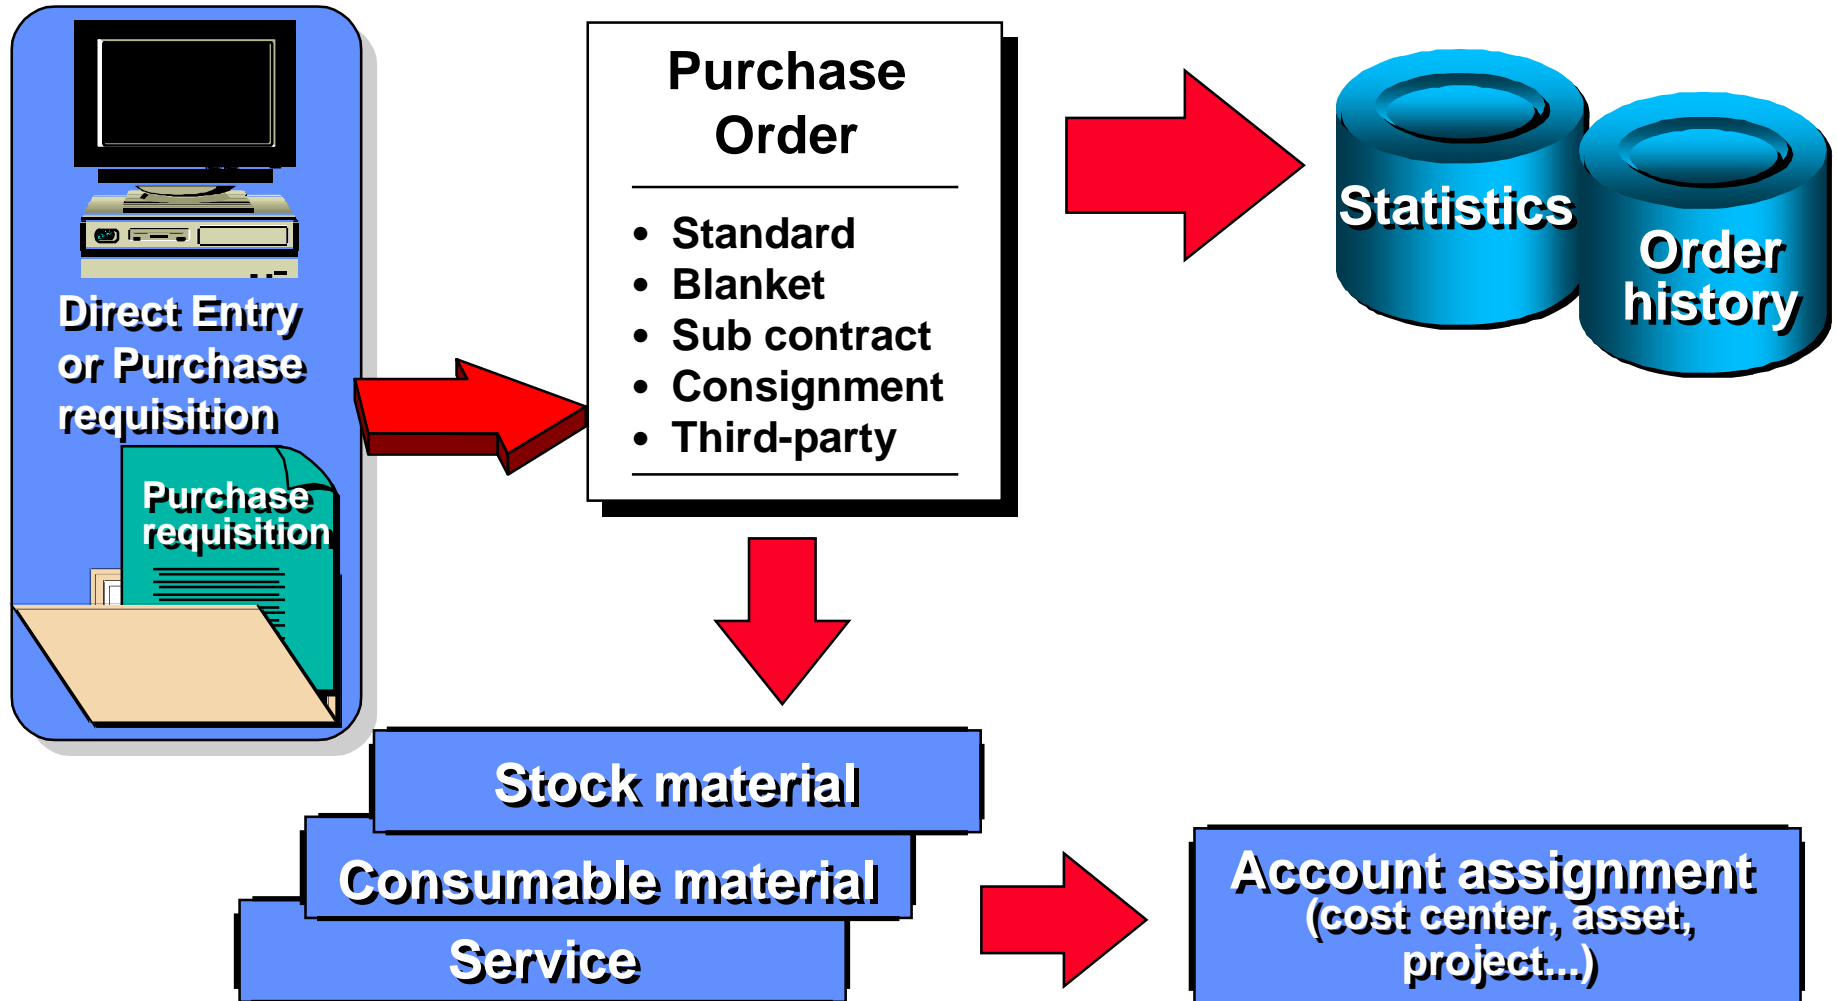 Direct Entry
or Purchase
requisition
Purchase
requisition
Purchase
Order
• Standard
• Blanket
• Sub contract
• Consignment
• Third-party
Statistics
Order
history
Stock material
Consumable material
Service
Account assignment
(cost center, asset,
project...)